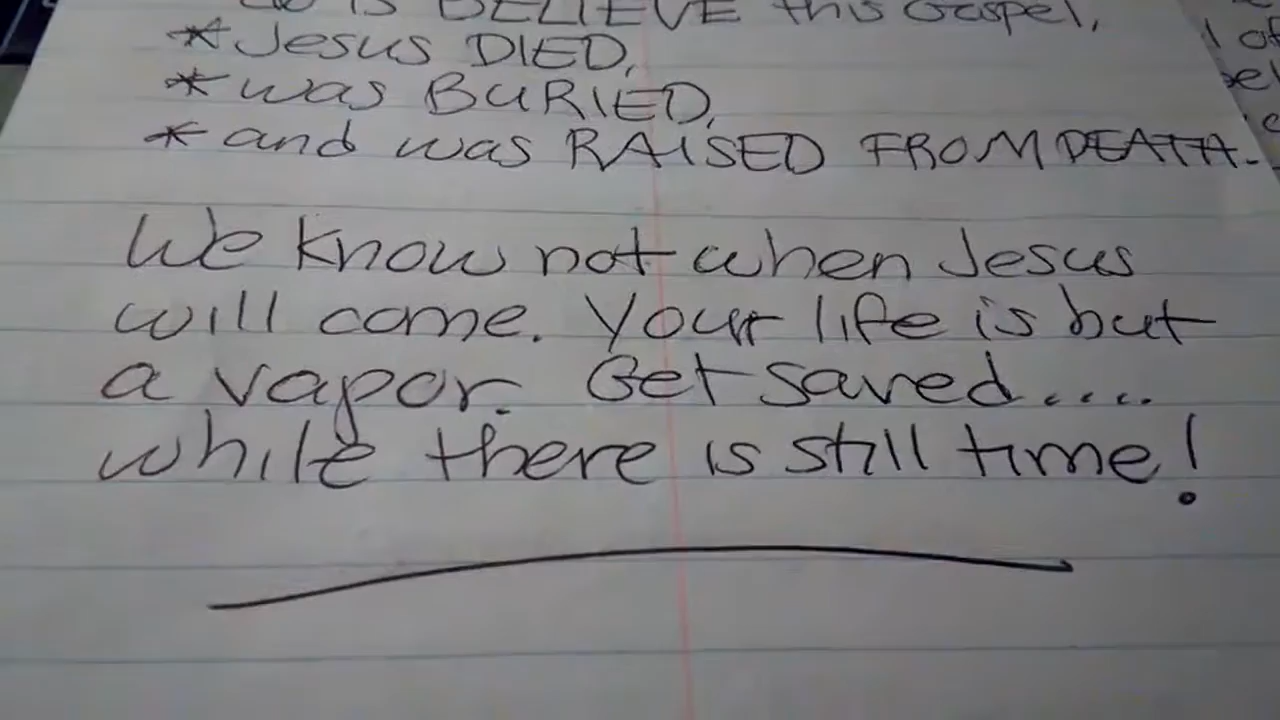 is BELIEVE this Gospel,
* Jesus DIED,
* was BURIED,
* and was RAISED FROM DEATH.
We know not when Jesus
will come. Your life is but
a vapor. Get saved....
while there is still time!